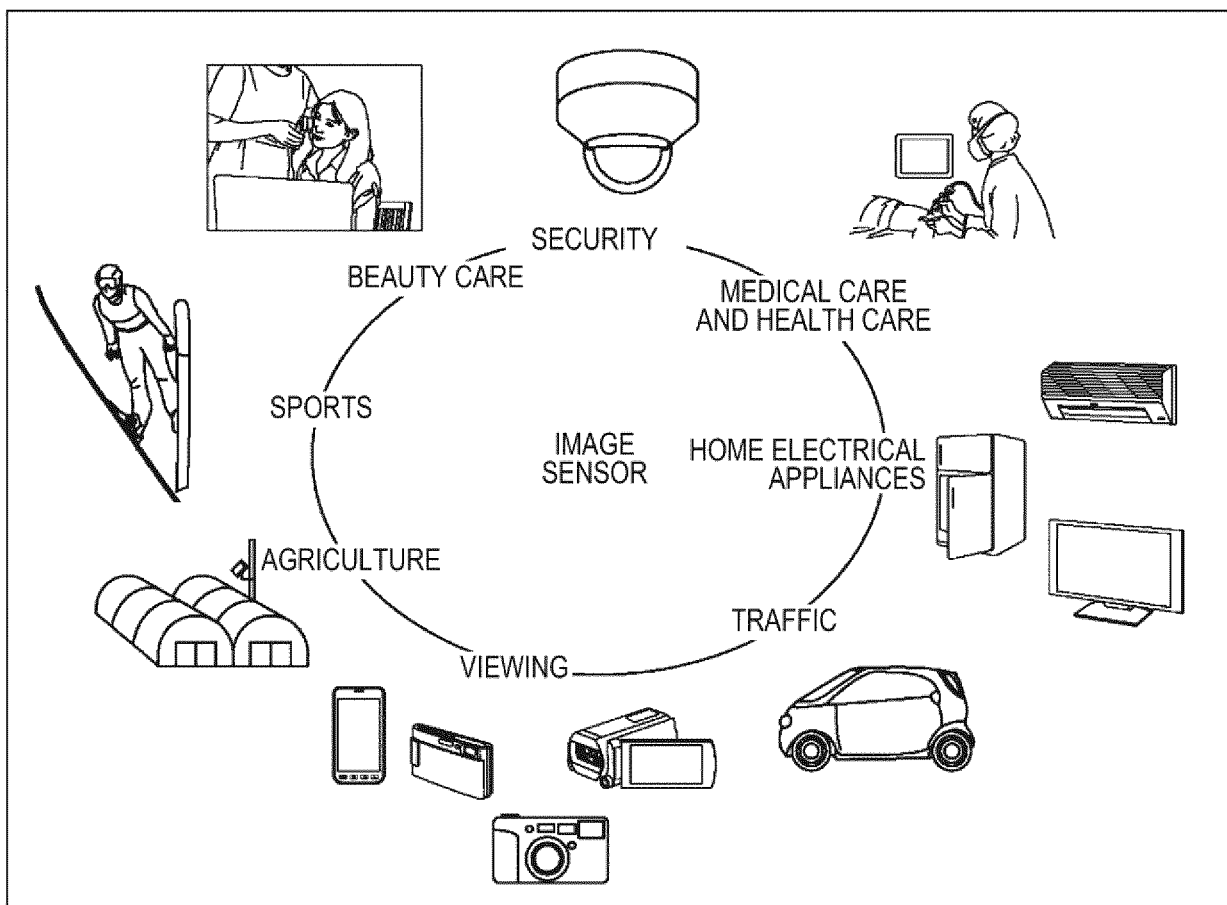 SECURITY
BEAUTY CARE
MEDICAL CARE
AND HEALTH CARE
SPORTS
IMAGE
SENSOR
HOME ELECTRICAL
APPLIANCES
AGRICULTURE
TRAFFIC
VIEWING